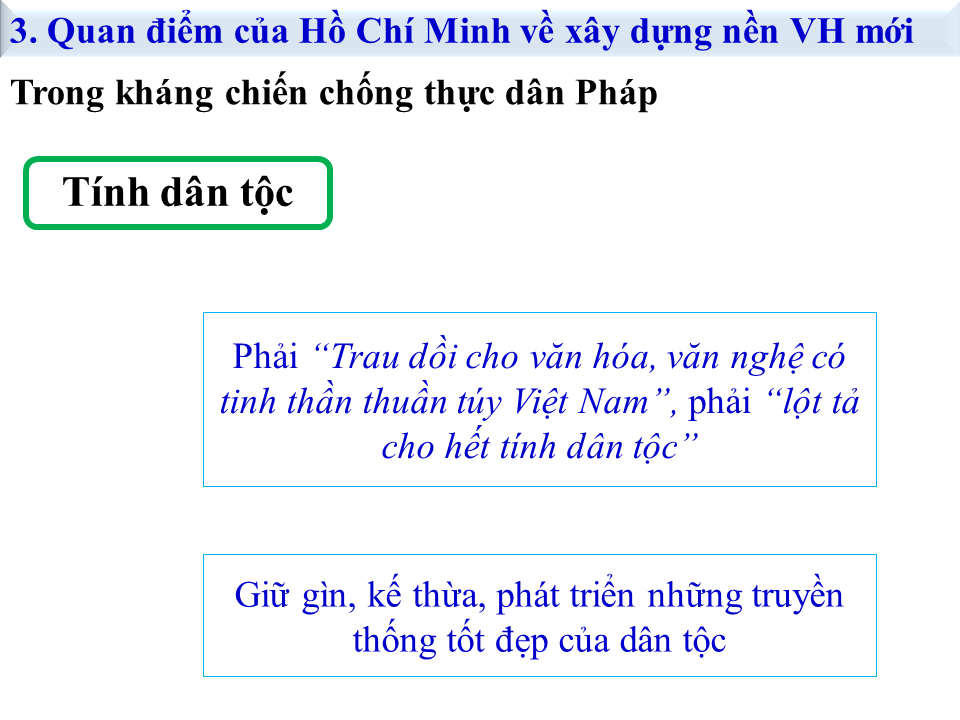 3. Quan điểm của Hồ Chí Minh về xây dựng nền VH mới
Trong kháng chiến chống thực dân Pháp
Tính dân tộc
Phải “Trau dồi cho văn hóa, văn nghệ có
tinh thần thuần túy Việt Nam”, phải “lột tả
cho hết tính dân tộc”
Giữ gìn, kế thừa, phát triển những truyền
thống tốt đẹp của dân tộc